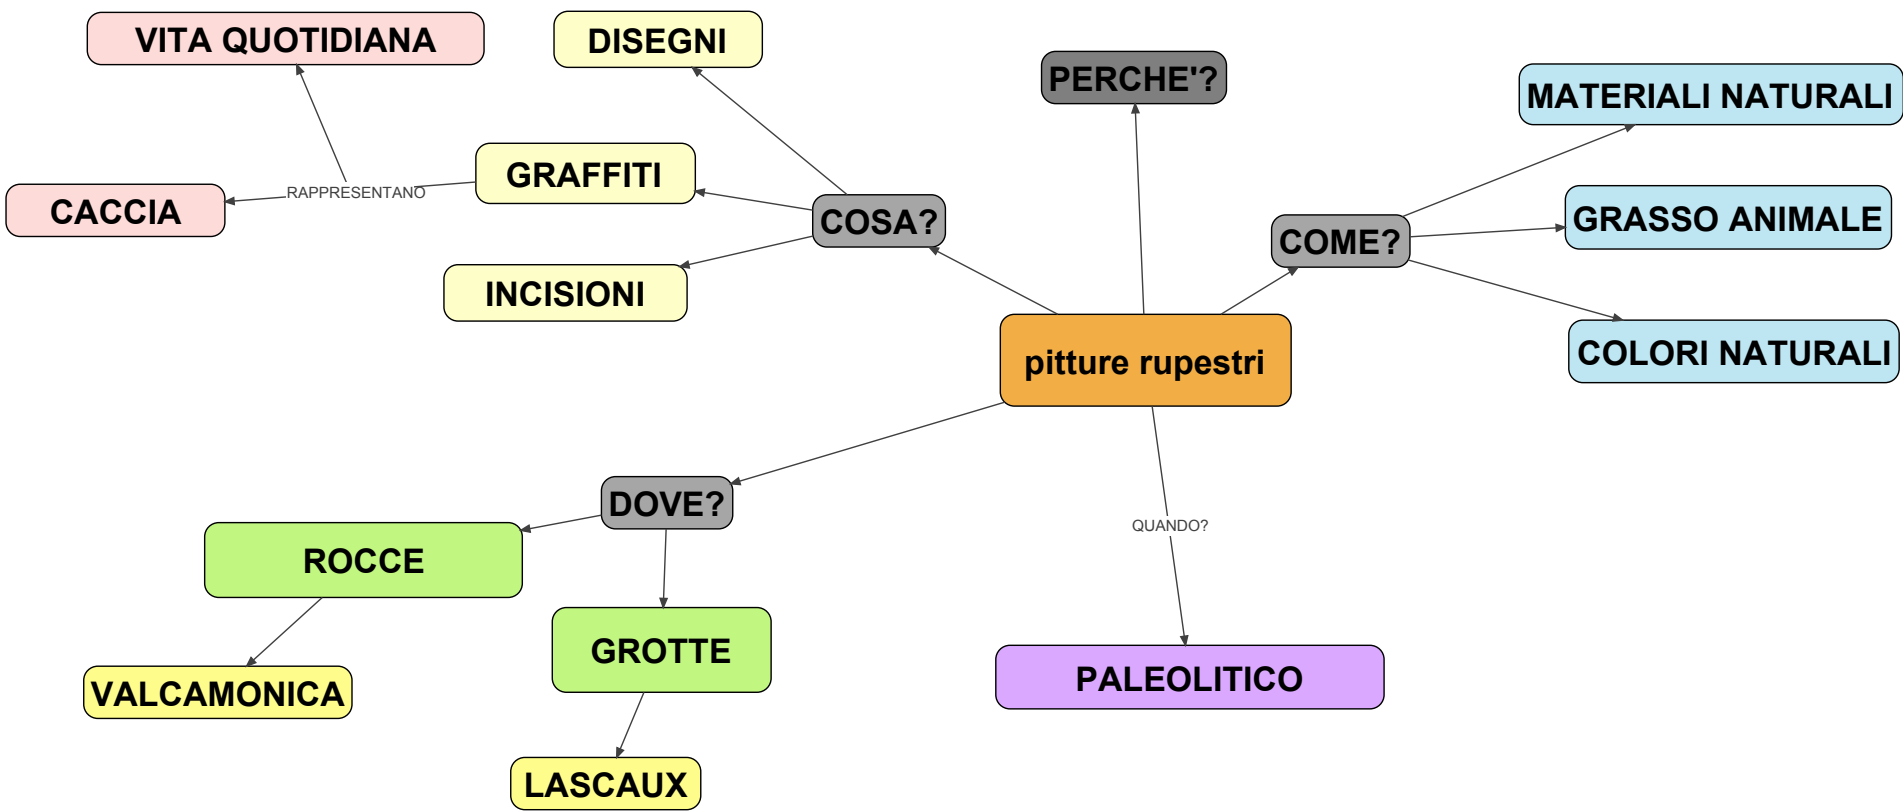 VITA QUOTIDIANA
DISEGNI
PERCHE'?
MATERIALI NATURALI
GRAFFITI
RAPPRESENTANO
CACCIA
COSA?
GRASSO ANIMALE
COME?
INCISIONI
pitture rupestri
COLORI NATURALI
DOVE?
QUANDO?
ROCCE
GROTTE
PALEOLITICO
VALCAMONICA
LASCAUX